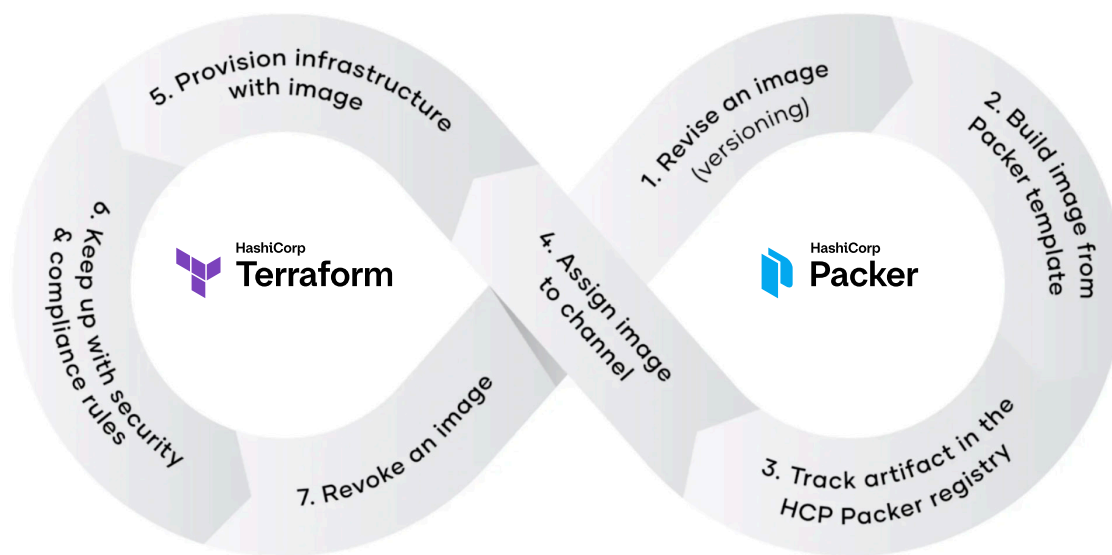 1. Revise an image
(versioning)
2. Build image from
Packer template
3. Track artifact in the
HCP Packer registry
4. Assign image
to channel
5. Provision infrastructure
with image
6. Keep up with security
& compliance rules
7. Revoke an image
HashiCorp
Terraform
HashiCorp
Packer